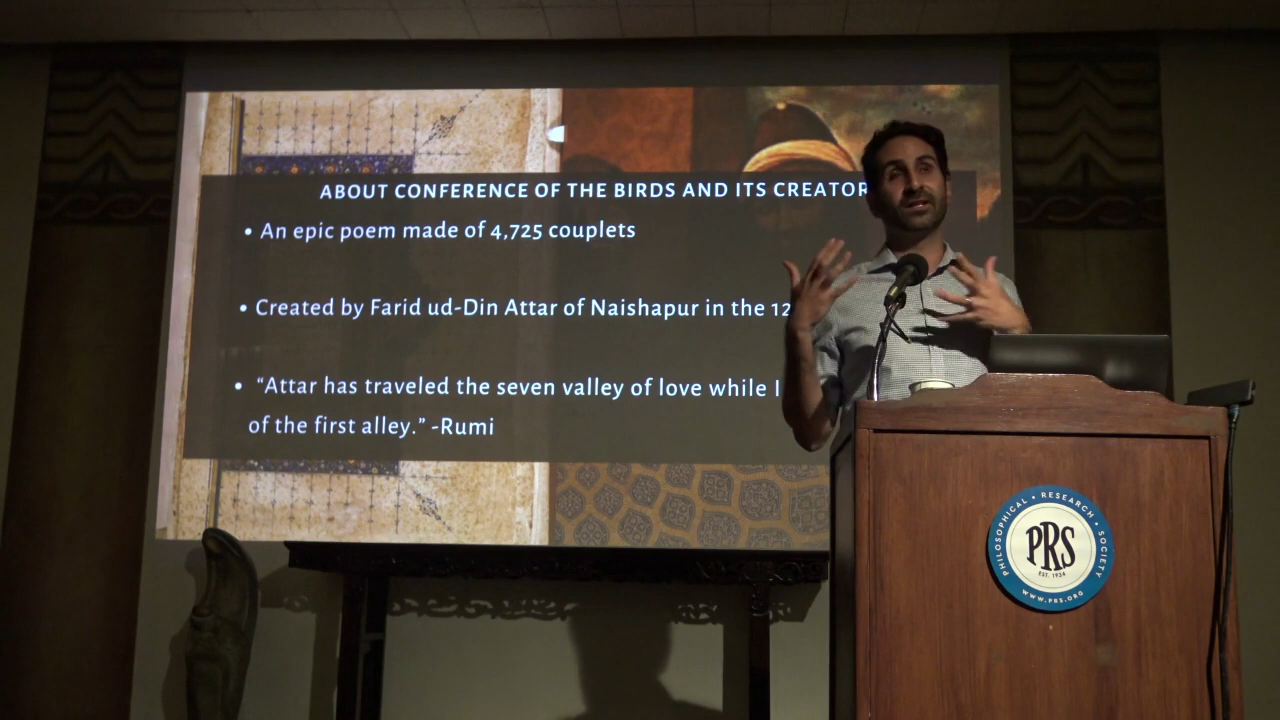 ABOUT CONFERENCE OF THE BIRDS AND ITS CREATOR
• An epic poem made of 4,725 couplets
• Created by Farid ud-Din Attar of Naishapur in the 12
• “Attar has traveled the seven valley of love while I
of the first alley.” -Rumi
PHILOSOPHICAL • RESEARCH • SOCIETY
PRS
EST. 1934
WWW.PRS.ORG